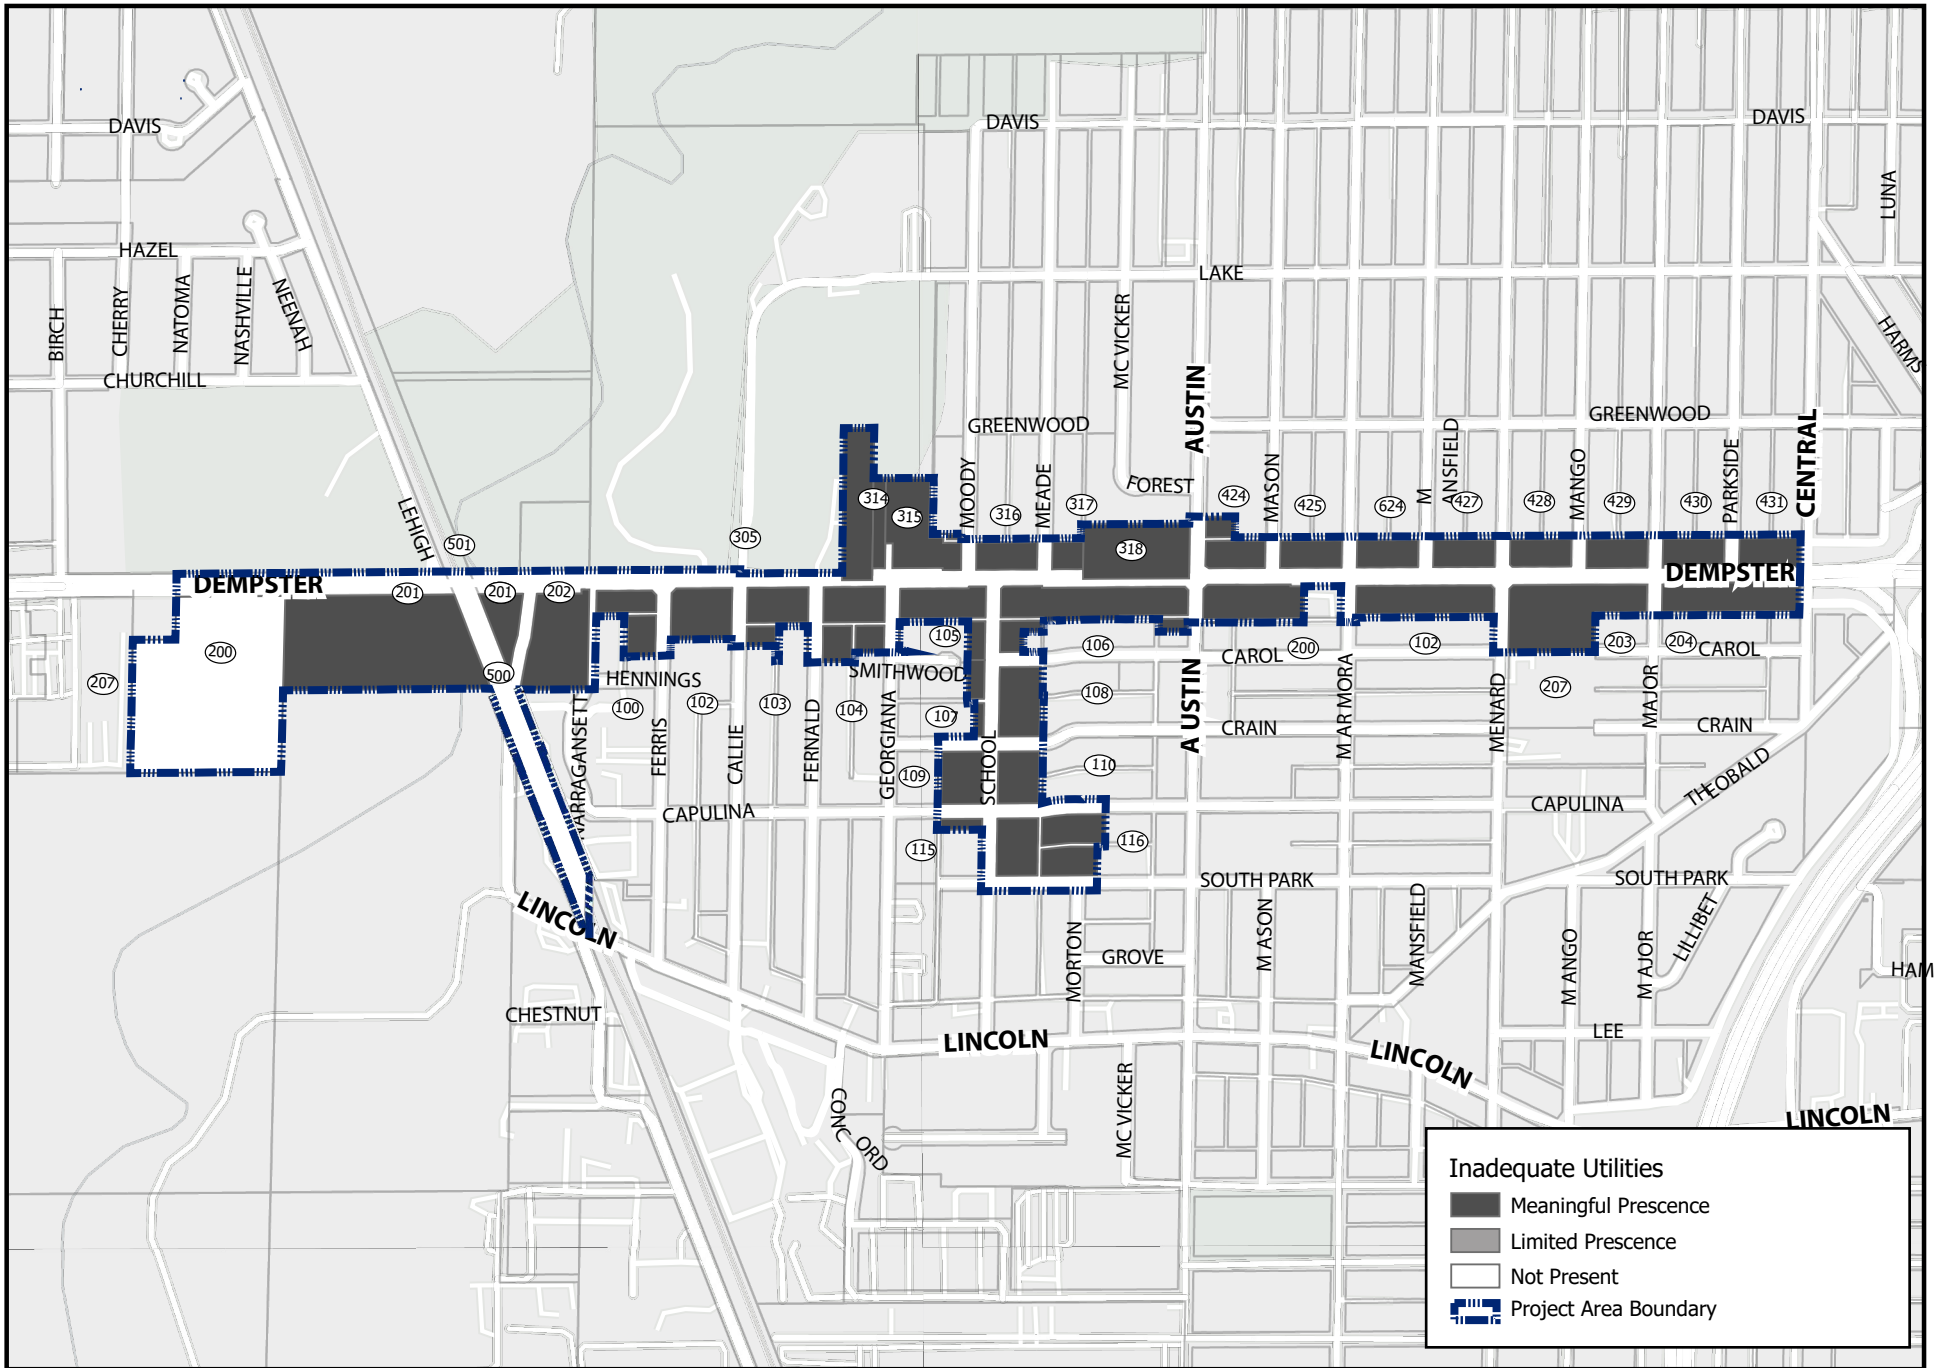 DAVIS
DAVIS
DAVIS
LUNA
HAZEL
LAKE
BIRCH
CHERRY
NATOMA
NASHVILLE
NEENAH
MC VICKER
HARMS
CHURCHILL
AUSTIN
GREENWOOD
GREENWOOD
CENTRAL
MOODY
MEADE
FOREST
MASON
M ANSFIELD
MANGO
PARKSIDE
LEHIGH
314
315
316
317
424
425
624
427
428
429
430
431
501
305
318
DEMPSTER
201
201
202
DEMPSTER
200
207
500
HENNINGS
105
SMITHWOOD
106
CAROL
200
102
203
204
CAROL
100
102
103
104
107
108
207
NARRAGANSETT
FERRIS
CALLIE
FERNALD
GEORGIANA
SCHOOL
A USTIN
CRAIN
M AR MORA
MENARD
MAJOR
CRAIN
109
110
THEOBALD
CAPULINA
CAPULINA
115
116
SOUTH PARK
SOUTH PARK
LINCOLN
MORTON
GROVE
M ASON
MANSFIELD
M ANGO
M AJOR
LILLIBET
HAM
CHESTNUT
LINCOLN
LEE
LINCOLN
CONC ORD
MC VICKER
LINCOLN
Inadequate Utilities
Meaningful Prescence
Limited Prescence
Not Present
Project Area Boundary